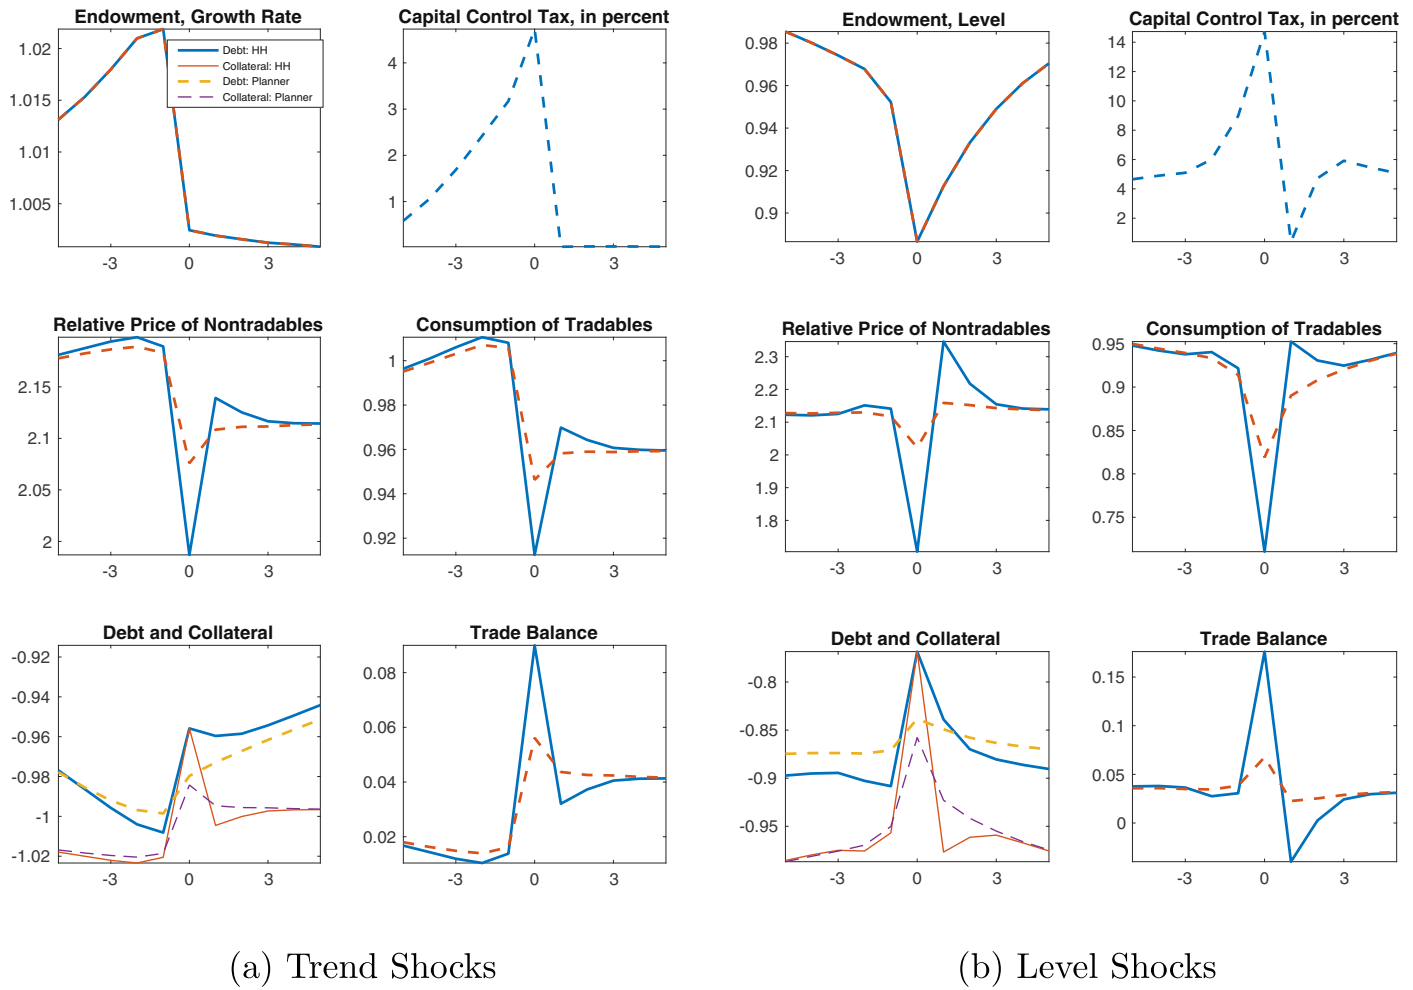 Endowment, Growth Rate
1.02
1.015
1.01
1.005
-3 0 3
Debt: HH
Collateral: HH
Debt: Planner
Collateral: Planner
Capital Control Tax, in percent
4
3
2
1
-3 0 3
Relative Price of Nontradables
2.15
2.1
2.05
2
-3 0 3
Consumption of Tradables
1
0.98
0.96
0.94
0.92
-3 0 3
Debt and Collateral
-0.92
-0.94
-0.96
-0.98
-1
-1.02
-3 0 3
Trade Balance
0.08
0.06
0.04
0.02
-3 0 3
(a) Trend Shocks
Endowment, Level
0.98
0.96
0.94
0.92
0.9
-3 0 3
Capital Control Tax, in percent
14
12
10
8
6
4
2
-3 0 3
Relative Price of Nontradables
2.3
2.2
2.1
2
1.9
1.8
-3 0 3
Consumption of Tradables
0.95
0.9
0.85
0.8
0.75
-3 0 3
Debt and Collateral
-0.8
-0.85
-0.9
-0.95
-3 0 3
Trade Balance
0.15
0.1
0.05
0
-3 0 3
(b) Level Shocks